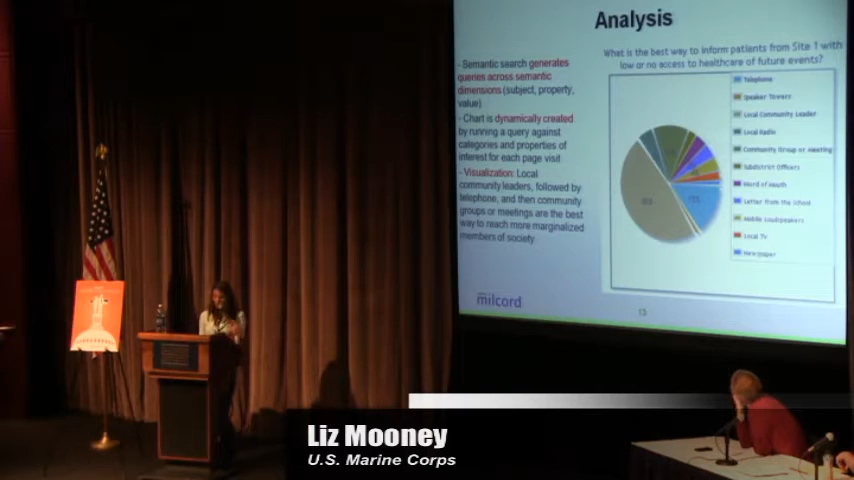 Analysis
- Semantic search generates
queries across semantic
dimensions (subject, property,
value)
- Chart is dynamically created
by running a query against
categories and properties of
interest for each page visit
- Visualization: Local
community leaders, followed by
telephone, and then community
groups or meetings are the best
way to reach more marginalized
members of society
What is the best way to inform patients from Site 1 with
low or no access to healthcare of future events?
Telephone
Speaker Towers
Local Community Leader
Local Radio
Community Group or meeting
Subdistrict Officers
Word of mouth
Letter from the school
Mobile loudspeakers
Local TV
Newspaper
milcord
13
Liz Mooney
U.S. Marine Corps